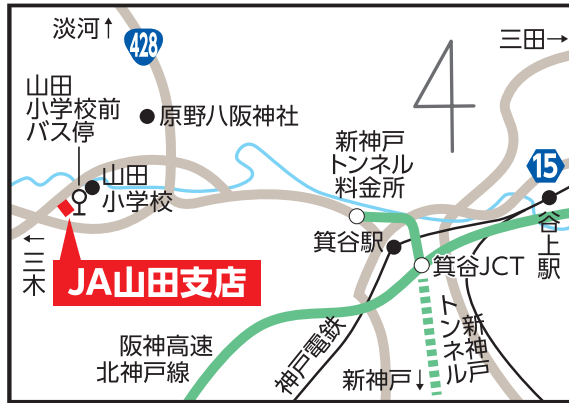 淡河↑
428
三田→
山田
小学校前
バス停
原野八阪神社
新神戸
トンネル
料金所
15
山田
小学校
谷上駅
箕谷駅
箕谷JCT
←三木
JA山田支店
新神戸
トンネル
阪神高速
北神戸線
神戸電鉄
新神戸↓